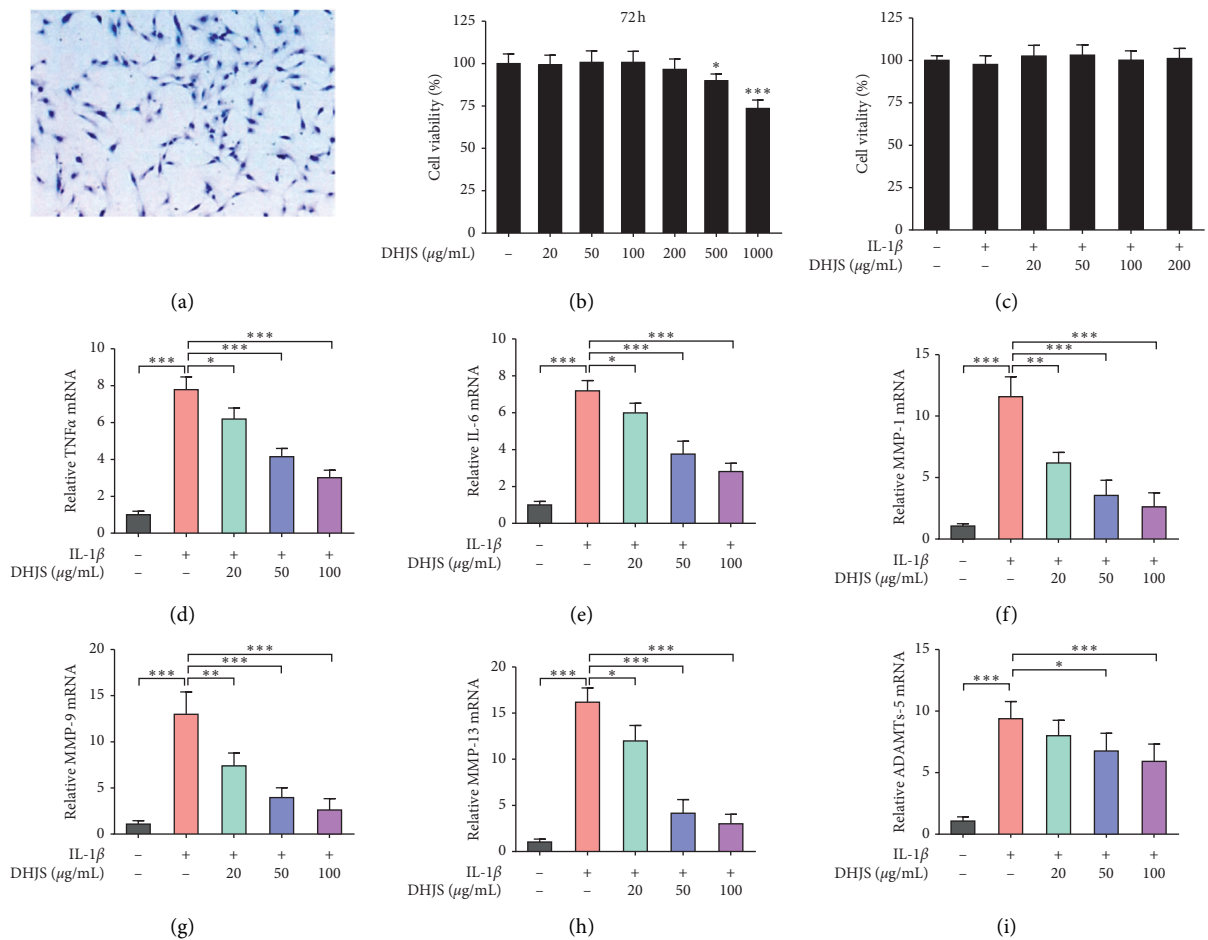 72 h
Cell viability (%)
125
100
75
50
25
0
*
***
DHJS (μg/mL) – 20 50 100 200 500 1000
Cell vitality (%)
125
100
75
50
25
0
IL-1β – + + + + +
DHJS (μg/mL) – – 20 50 100 200
(a) (b) (c)
Relative TNFα mRNA
10
8
6
4
2
0
***
***
*** *
IL-1β – + + + +
DHJS (μg/mL) – – 20 50 100
Relative IL-6 mRNA
10
8
6
4
2
0
***
***
*** *
IL-1β – + + + +
DHJS (μg/mL) – – 20 50 100
Relative MMP-1 mRNA
15
10
5
0
***
***
*** **
IL-1β – + + + +
DHJS (μg/mL) – – 20 50 100
(d) (e) (f)
Relative MMP-9 mRNA
20
15
10
5
0
***
***
*** **
IL-1β – + + + +
DHJS (μg/mL) – – 20 50 100
Relative MMP-13 mRNA
20
15
10
5
0
***
***
*** *
IL-1β – + + + +
DHJS (μg/mL) – – 20 50 100
Relative ADAMTs-5 mRNA
15
10
5
0
***
*
***
IL-1β – + + + +
DHJS (μg/mL) – – 20 50 100
(g) (h) (i)